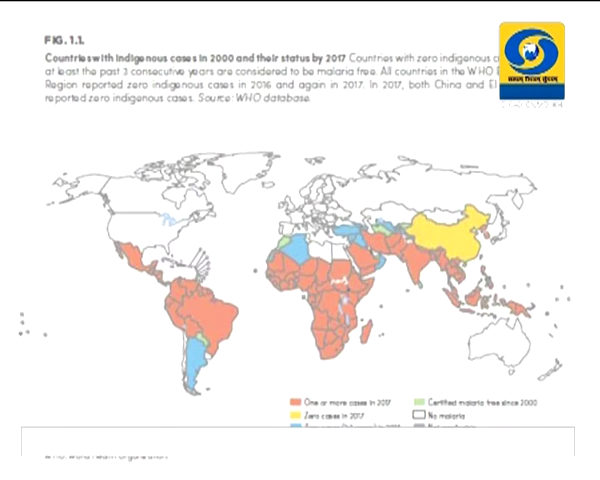 FIG. 1.1.
Countries with indigenous cases in 2000 and their status by 2017 Countries with zero indigenous
at least the past 3 consecutive years are considered to be malaria free. All countries in the WHO
Region reported zero indigenous cases in 2016 and again in 2017. In 2017, both China and El
reported zero indigenous cases. Source: WHO database.
सत्यम् शिवम् सुन्दरम्
One or more cases in 2017
Certified malaria free since 2000
Zero cases in 2017
No malaria